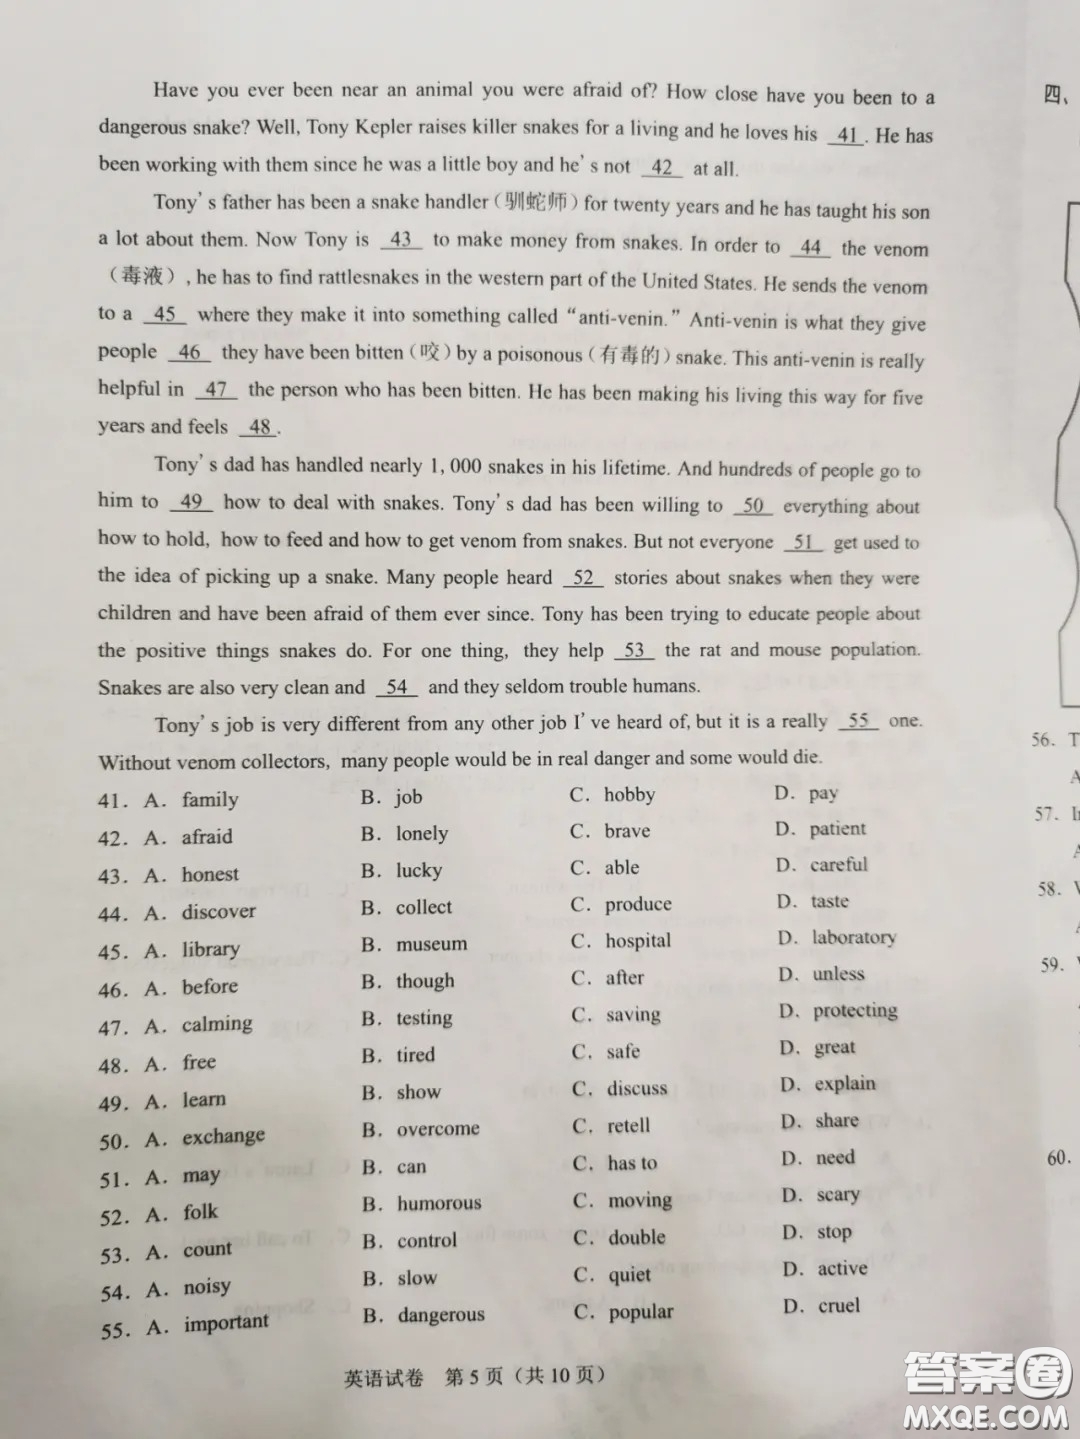 Have you ever been near an animal you were afraid of? How close have you been to a
dangerous snake? Well, Tony Kepler raises killer snakes for a living and he loves his 41 . He has
been working with them since he was a little boy and he's not 42 at all.
Tony's father has been a snake handler（驯蛇师）for twenty years and he has taught his son
a lot about them. Now Tony is 43 to make money from snakes. In order to 44 the venom
（毒液）, he has to find rattlesnakes in the western part of the United States. He sends the venom
to a 45 where they make it into something called “anti-venin.” Anti-venin is what they give
people 46 they have been bitten（咬）by a poisonous（有毒的）snake. This anti-venin is really
helpful in 47 the person who has been bitten. He has been making his living this way for five
years and feels 48 .
Tony's dad has handled nearly 1, 000 snakes in his lifetime. And hundreds of people go to
him to 49 how to deal with snakes. Tony's dad has been willing to 50 everything about
how to hold, how to feed and how to get venom from snakes. But not everyone 51 get used to
the idea of picking up a snake. Many people heard 52 stories about snakes when they were
children and have been afraid of them ever since. Tony has been trying to educate people about
the positive things snakes do. For one thing, they help 53 the rat and mouse population.
Snakes are also very clean and 54 and they seldom trouble humans.
Tony's job is very different from any other job I've heard of, but it is a really 55 one.
Without venom collectors, many people would be in real danger and some would die.
41. A. family B. job C. hobby D. pay
42. A. afraid B. lonely C. brave D. patient
43. A. honest B. lucky C. able D. careful
44. A. discover B. collect C. produce D. taste
45. A. library B. museum C. hospital D. laboratory
46. A. before B. though C. after D. unless
47. A. calming B. testing C. saving D. protecting
48. A. free B. tired C. safe D. great
49. A. learn B. show C. discuss D. explain
50. A. exchange B. overcome C. retell D. share
51. A. may B. can C. has to D. need
52. A. folk B. humorous C. moving D. scary
53. A. count B. control C. double D. stop
54. A. noisy B. slow C. quiet D. active
55. A. important B. dangerous C. popular D. cruel
英语试卷 第 5 页（共 10 页）
四、
56. T
A
57. I
58.
59.
60.
答案圈
MXQE.COM